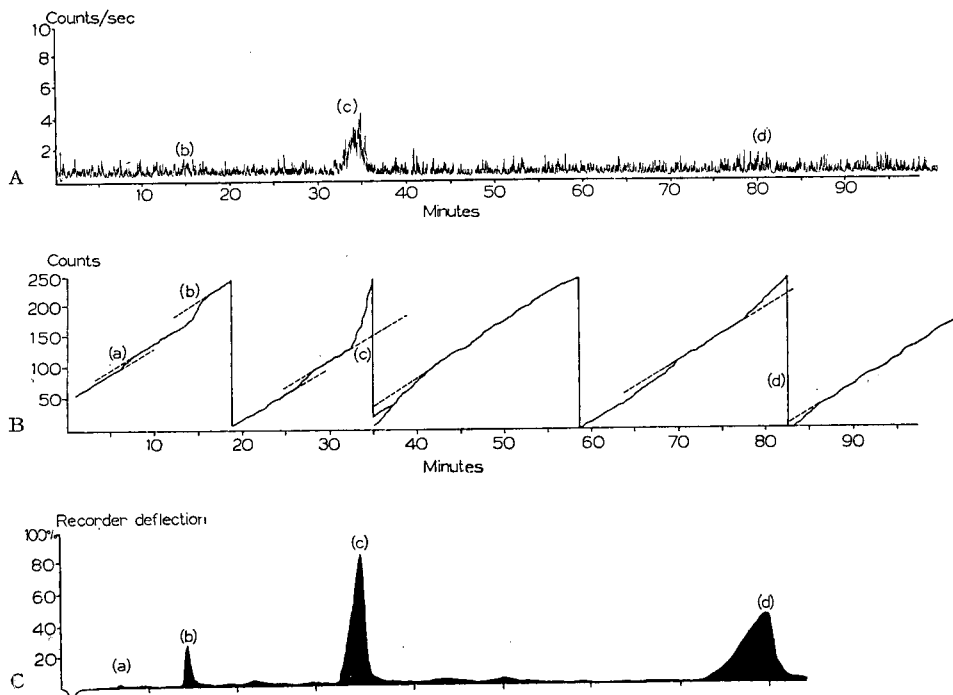 Counts/sec
10
8
6
4
2
(b)
(c)
(d)
A
10 20 30 40 50 60 70 80 90
Minutes
Counts
250
200
150
100
50
(a)
(b)
(c)
(d)
B
10 20 30 40 50 60 70 80 90
Minutes
Recorder deflection
100%
80
60
40
20
(a)
(b)
(c)
(d)
C